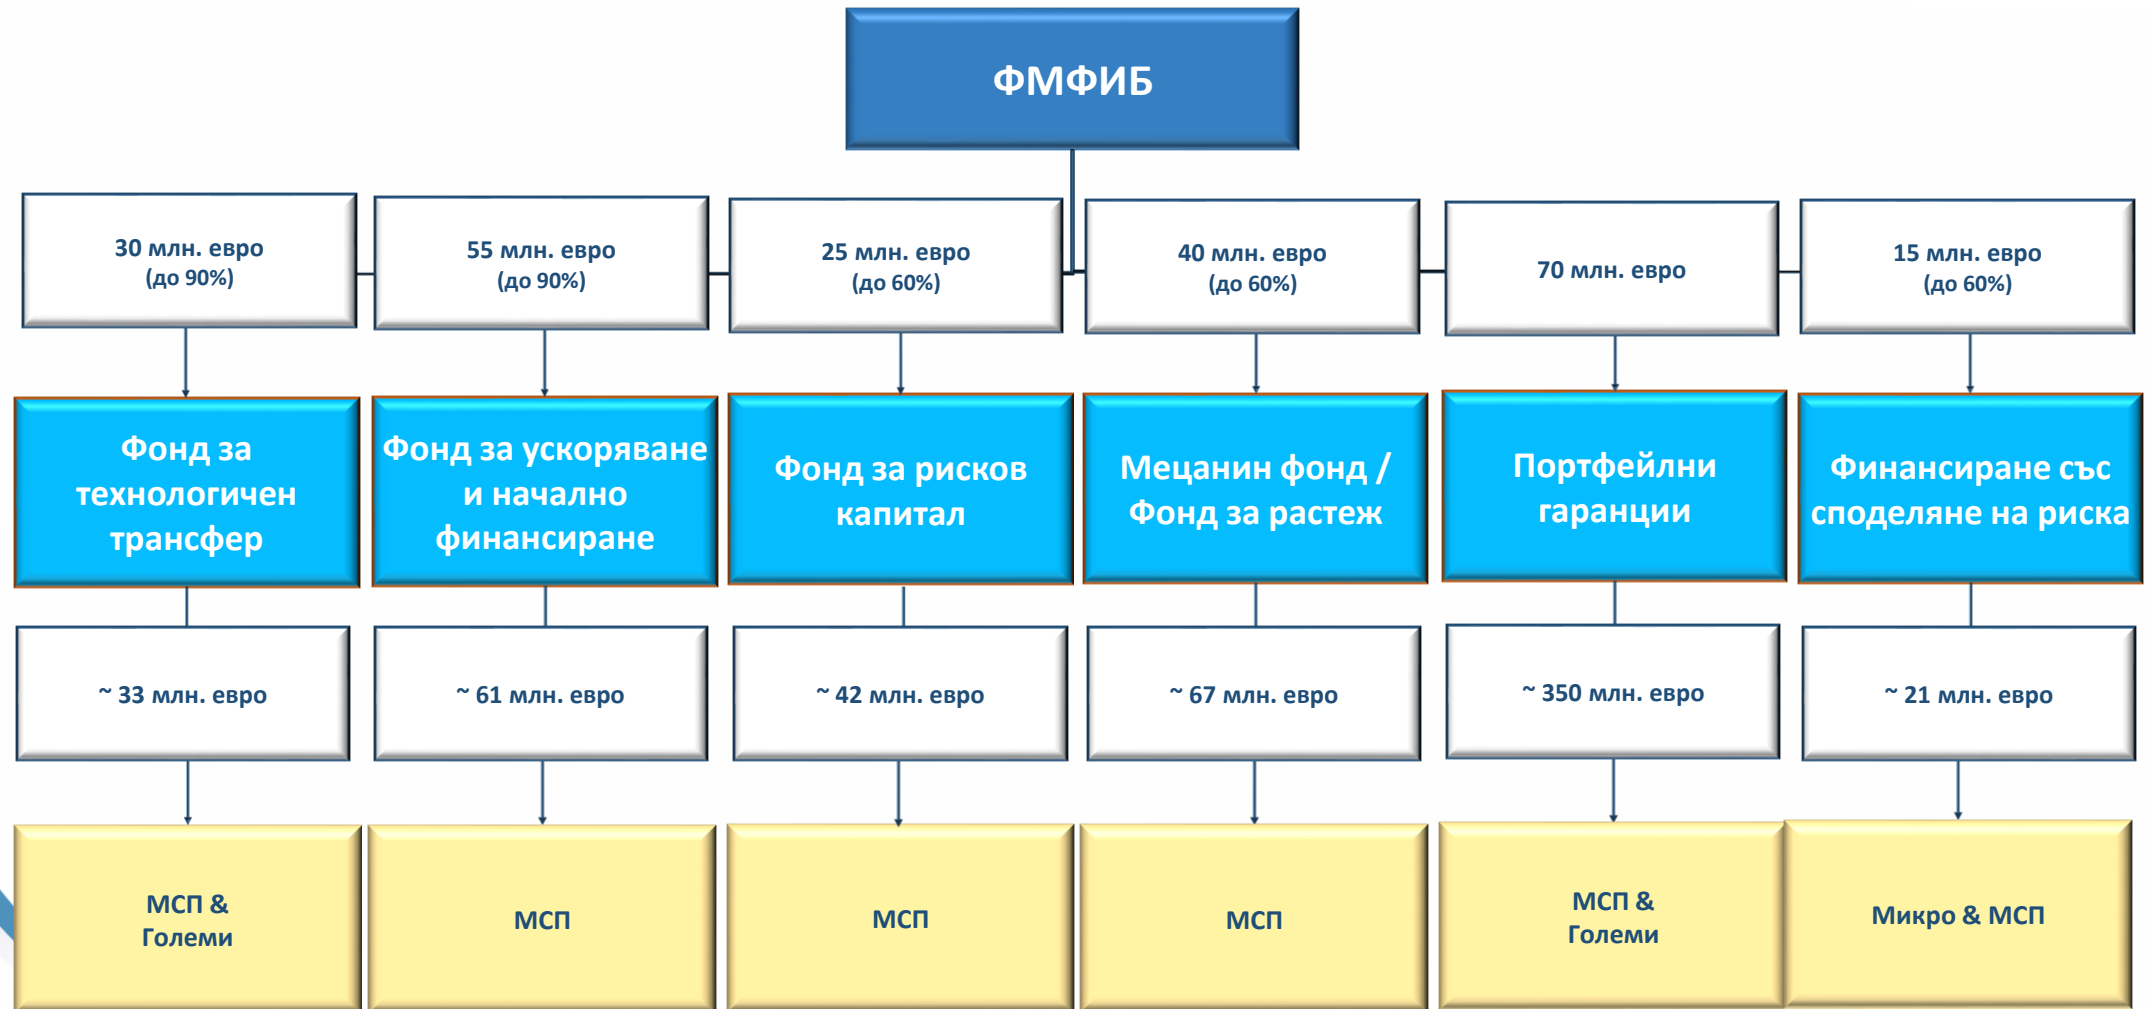 ФМФИБ
30 млн. евро
(до 90%)
55 млн. евро
(до 90%)
25 млн. евро
(до 60%)
40 млн. евро
(до 60%)
70 млн. евро
15 млн. евро
(до 60%)
Фонд за
технологичен
трансфер
Фонд за ускоряване
и начално
финансиране
Фонд за рисков
капитал
Мецанин фонд /
Фонд за растеж
Портфейлни
гаранции
Финансиране със
споделяне на риска
~ 33 млн. евро
~ 61 млн. евро
~ 42 млн. евро
~ 67 млн. евро
~ 350 млн. евро
~ 21 млн. евро
МСП &
Големи
МСП
МСП
МСП
МСП &
Големи
Микро & МСП